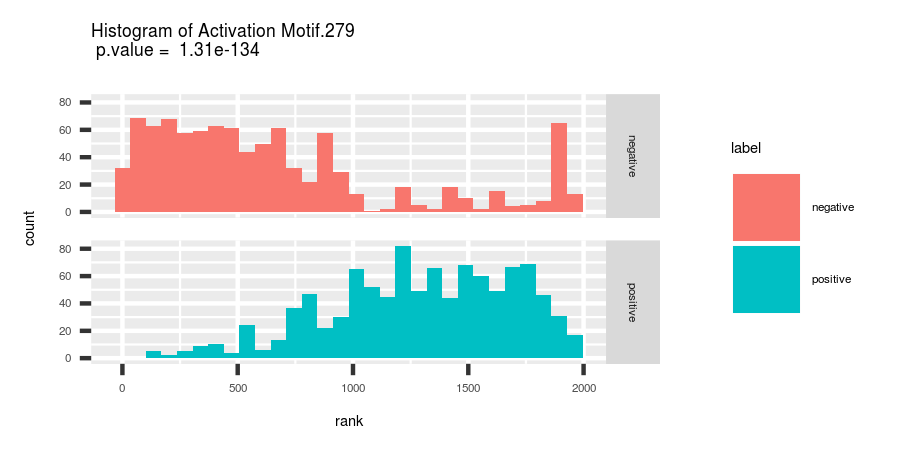 Histogram of Activation Motif.279
p.value = 1.31e-134
80
60
40
20
0
negative
80
60
40
20
0
positive
0 500 1000 1500 2000
rank
count
label
negative
positive